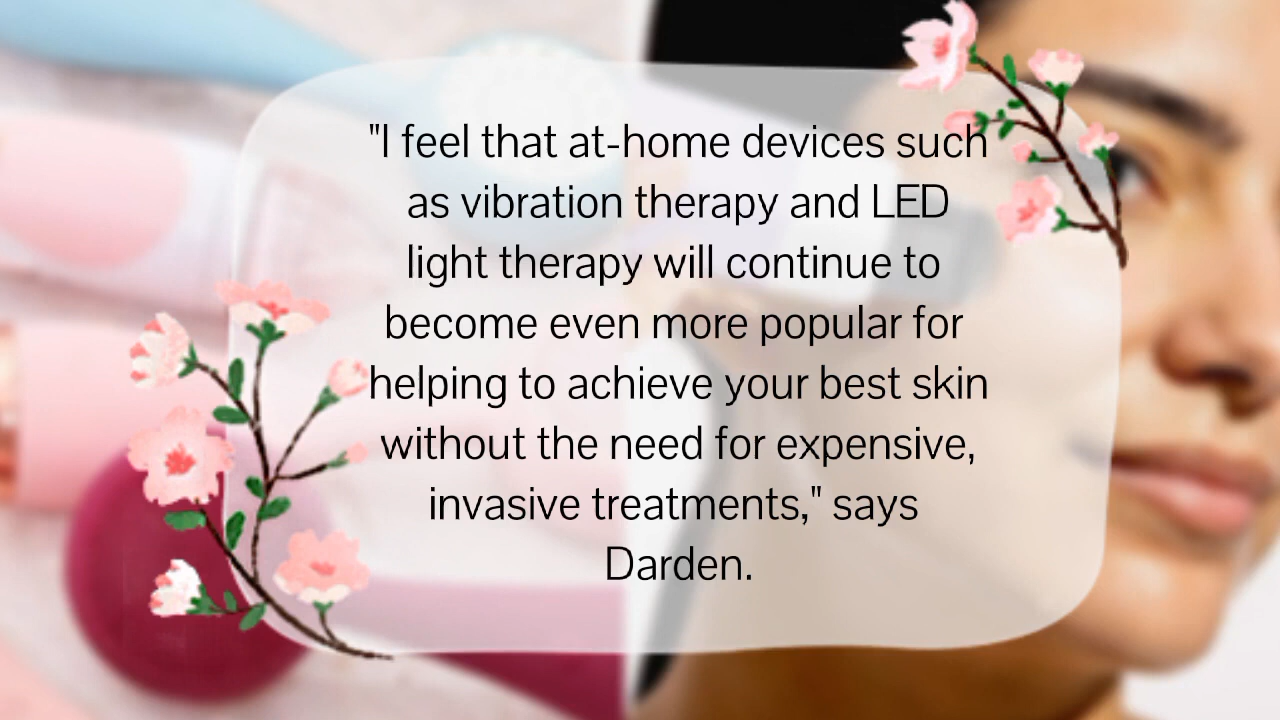 "I feel that at-home devices such
as vibration therapy and LED
light therapy will continue to
become even more popular for
helping to achieve your best skin
without the need for expensive,
invasive treatments," says
Darden.